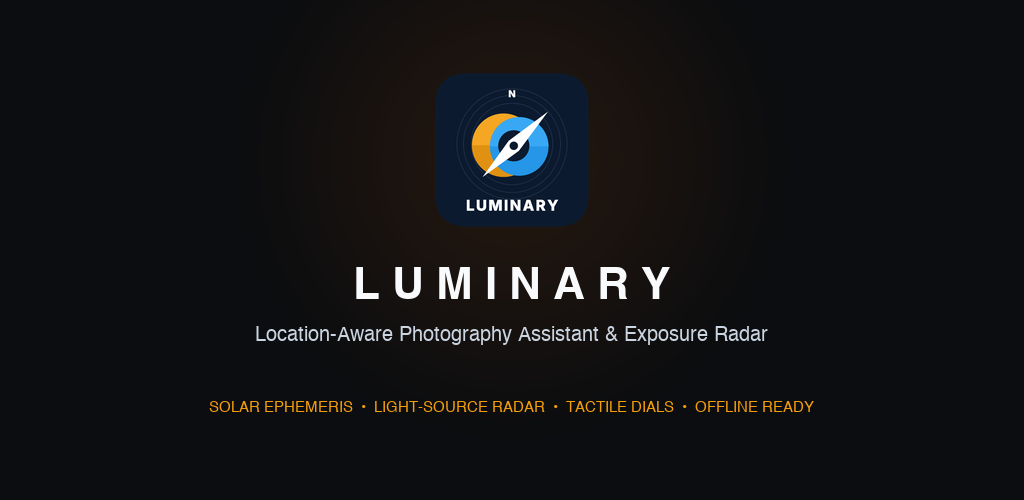 N
LUMINARY
LUMINARY
Location-Aware Photography Assistant & Exposure Radar
SOLAR EPHEMERIS • LIGHT-SOURCE RADAR • TACTILE DIALS • OFFLINE READY